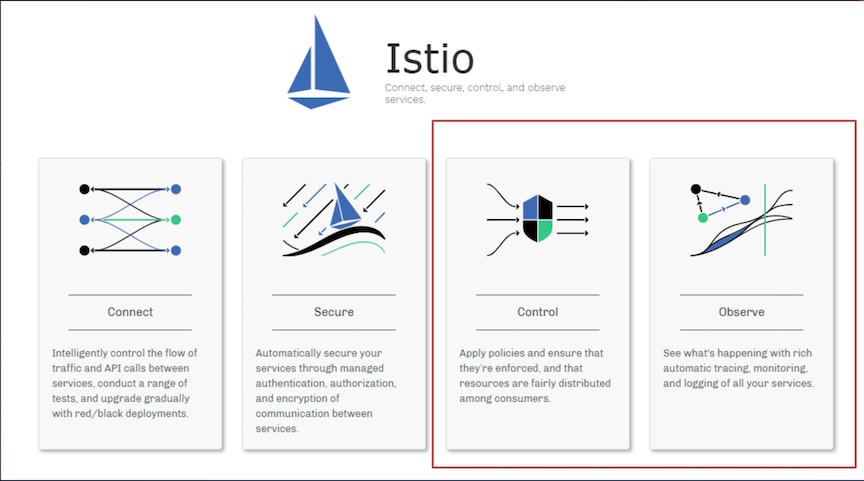 Istio
Connect, secure, control, and observe
services.
Connect
Intelligently control the flow of
traffic and API calls between
services, conduct a range of
tests, and upgrade gradually
with red/black deployments.
Secure
Automatically secure your
services through managed
authentication, authorization,
and encryption of
communication between
services.
Control
Apply policies and ensure that
they're enforced, and that
resources are fairly distributed
among consumers.
Observe
See what's happening with rich
automatic tracing, monitoring,
and logging of all your services.